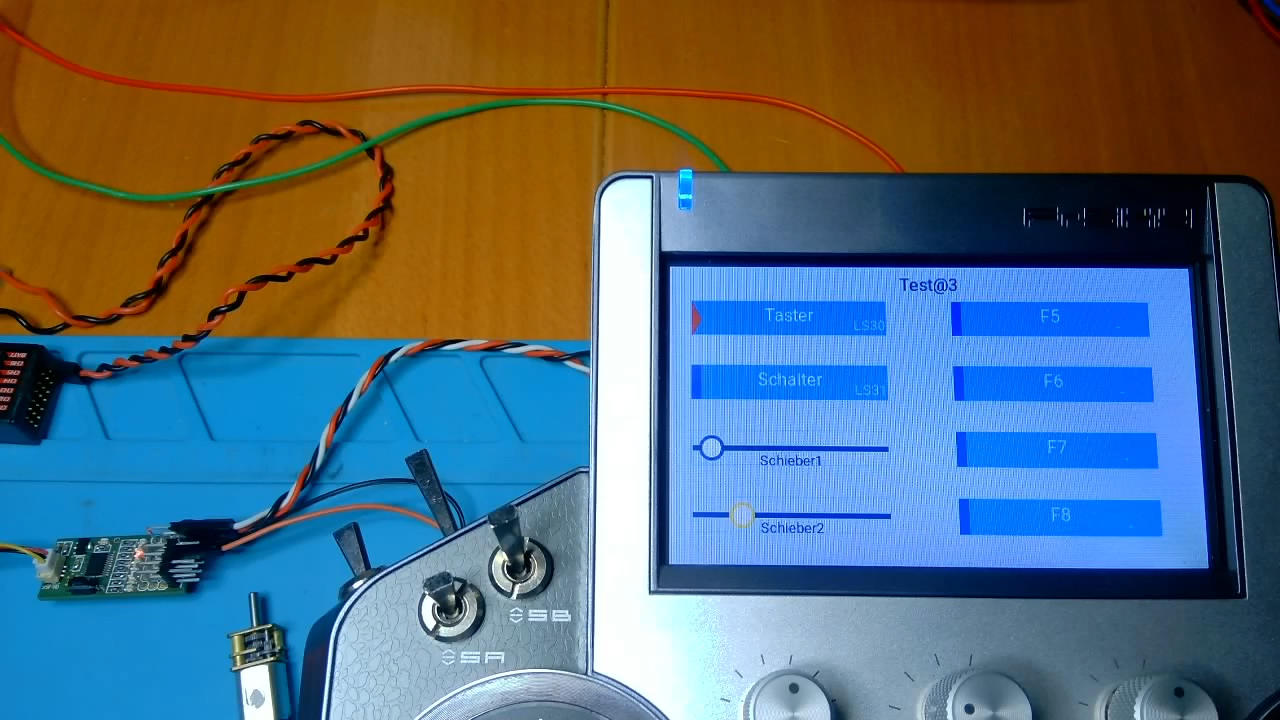 Test@3
Taster
LS30
F5
Schalter
LS31
F6
Schieber1
F7
Schieber2
F8
SB
SA